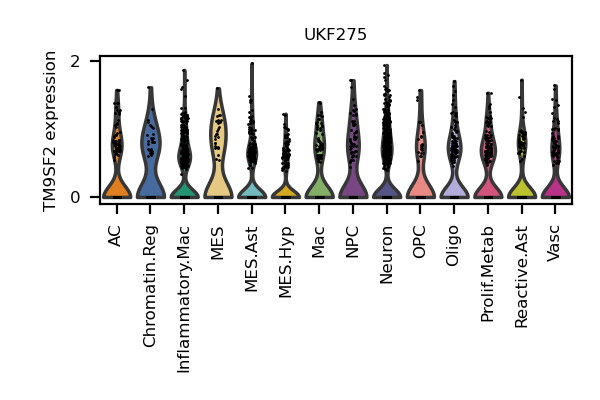 UKF275
TM9SF2 expression
2
0
AC
Chromatin.Reg
Inflammatory.Mac
MES
MES.Ast
MES.Hyp
Mac
NPC
Neuron
OPC
Oligo
Prolif.Metab
Reactive.Ast
Vasc